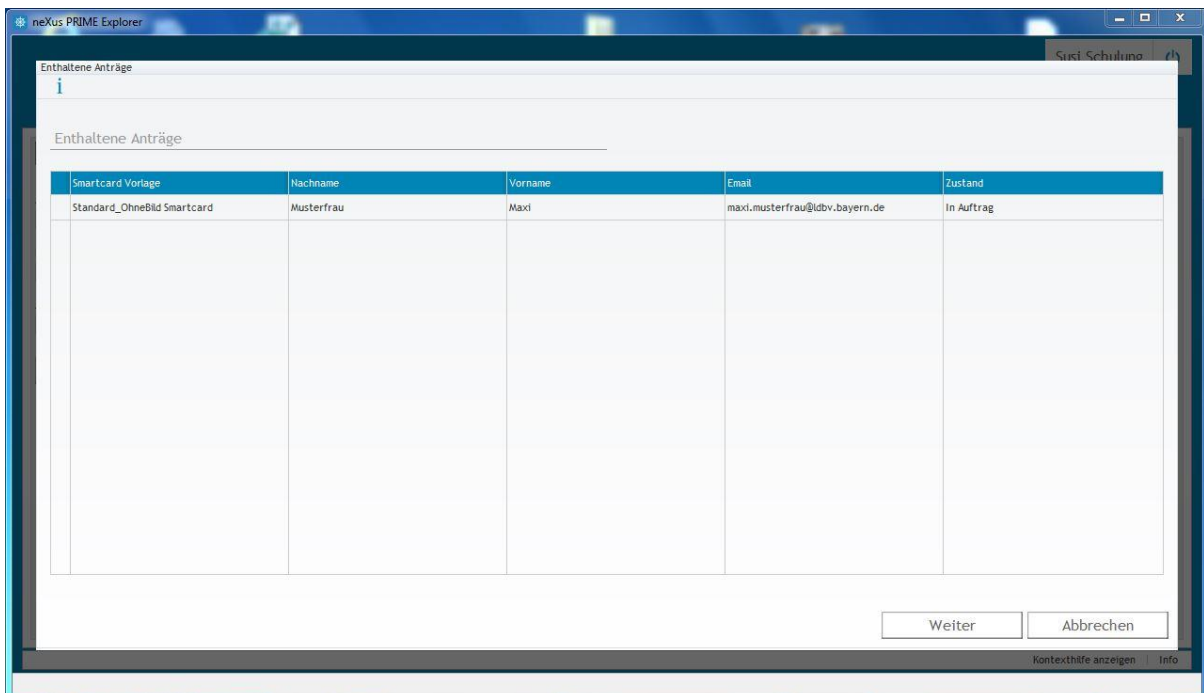 neXus PRIME Explorer
Susi Schulung
Enthaltene Anträge
i
Enthaltene Anträge
Smartcard Vorlage Nachname Vorname Email Zustand
Standard_OhneBild Smartcard Musterfrau Maxi maxi.musterfrau@ldbv.bayern.de In Auftrag
Weiter Abbrechen
Kontexthilfe anzeigen Info